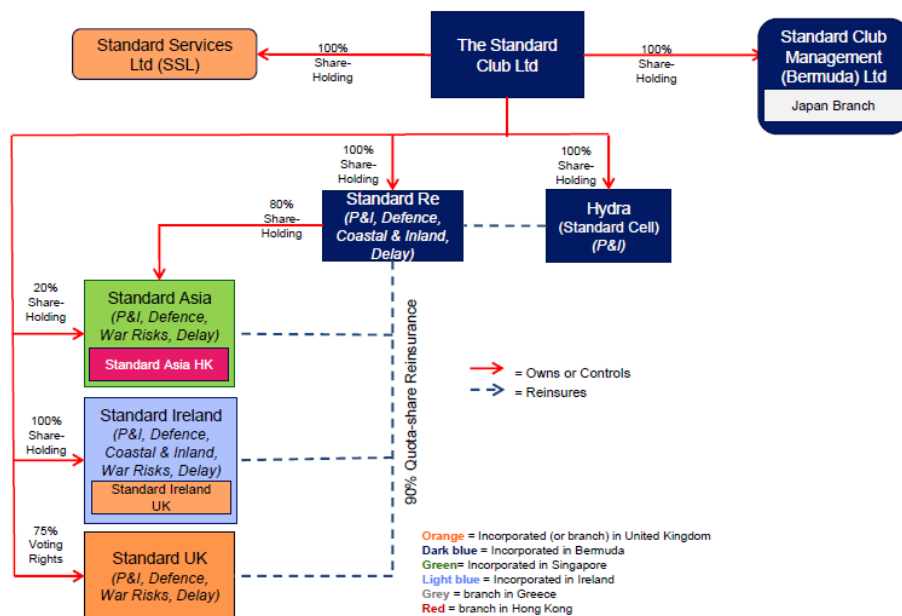 Standard Services
Ltd (SSL)
100%
Share-
Holding
The Standard
Club Ltd
100%
Share-
Holding
Standard Club
Management
(Bermuda) Ltd
Japan Branch
100%
Share-
Holding
100%
Share-
Holding
80%
Share-
Holding
Standard Re
(P&I, Defence,
Coastal & Inland,
Delay)
Hydra
(Standard Cell)
(P&I)
20%
Share-
Holding
Standard Asia
(P&I, Defence,
War Risks, Delay)
Standard Asia HK
100%
Share-
Holding
Standard Ireland
(P&I, Defence,
Coastal & Inland,
War Risks, Delay)
Standard Ireland
UK
75%
Voting
Rights
Standard UK
(P&I, Defence,
War Risks, Delay)
90% Quota-share Reinsurance
= Owns or Controls
= Reinsures
Orange = Incorporated (or branch) in United Kingdom
Dark blue = Incorporated in Bermuda
Green= Incorporated in Singapore
Light blue = Incorporated in Ireland
Grey = branch in Greece
Red = branch in Hong Kong